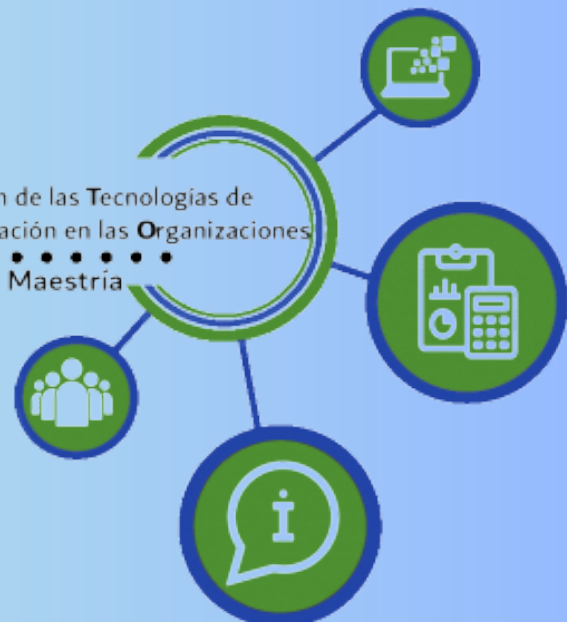 n de las Tecnologías de
ación en las Organizaciones
Maestría
i